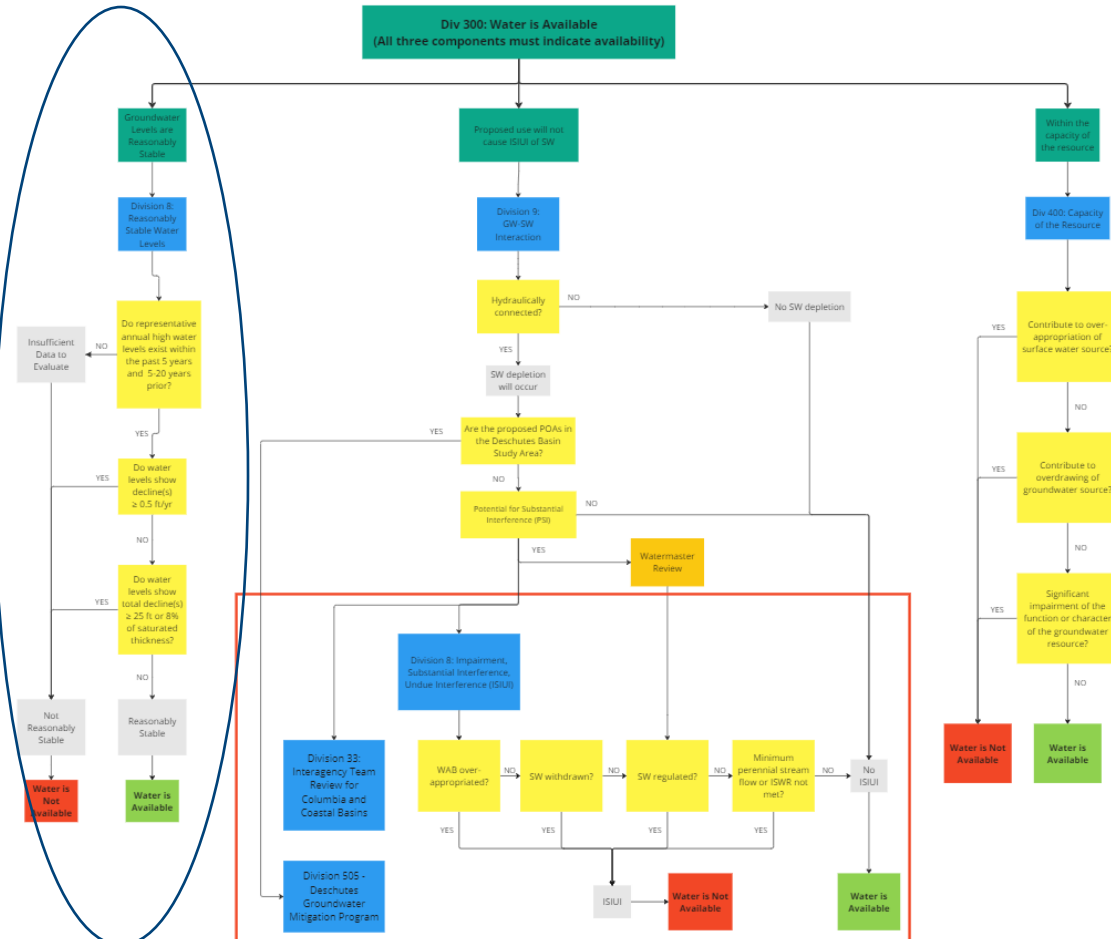 Div 300: Water is Available
(All three components must indicate availability)
Groundwater
Levels are
Reasonably
Stable
Division 8:
Reasonably
Stable Water
Levels
Do representative
annual high water
levels exist within
the past 5 years
and 5-20 years
prior?
NO
Insufficient
Data to
Evaluate
YES
Do water
levels show
decline(s)
≥ 0.5 ft/yr
YES
NO
Do water
levels show
total decline(s)
≥ 25 ft or 8%
of saturated
thickness?
YES
NO
Not
Reasonably
Stable
Reasonably
Stable
Water is
Not
Available
Water is
Available
Proposed use will not
cause ISIUI of SW
Division 9:
GW-SW
Interaction
Hydraulically
connected?
NO
No SW depletion
YES
SW depletion
will occur
Are the proposed POAs in
the Deschutes Basin
Study Area?
YES
NO
Potential for Substantial
Interference (PSI)
NO
YES
Watermaster
Review
Division 8: Impairment,
Substantial Interference,
Undue Interference (ISIUI)
Division 33:
Interagency Team
Review for
Columbia and
Coastal Basins
WAB over-
appropriated?
NO
SW withdrawn?
NO
SW regulated?
NO
Minimum
perennial stream
flow or ISWR not
met?
NO
No
ISIUI
YES
YES
YES
YES
Division 505 -
Deschutes
Groundwater
Mitigation Program
ISIUI
Water is Not
Available
Water is
Available
Within the
capacity of
the resource
Div 400: Capacity
of the Resource
Contribute to over-
appropriation of
surface water source?
YES
NO
Contribute to
overdrawing of
groundwater source?
YES
NO
Significant
impairment of the
function or character
of the groundwater
resource?
YES
NO
Water is Not
Available
Water is
Available